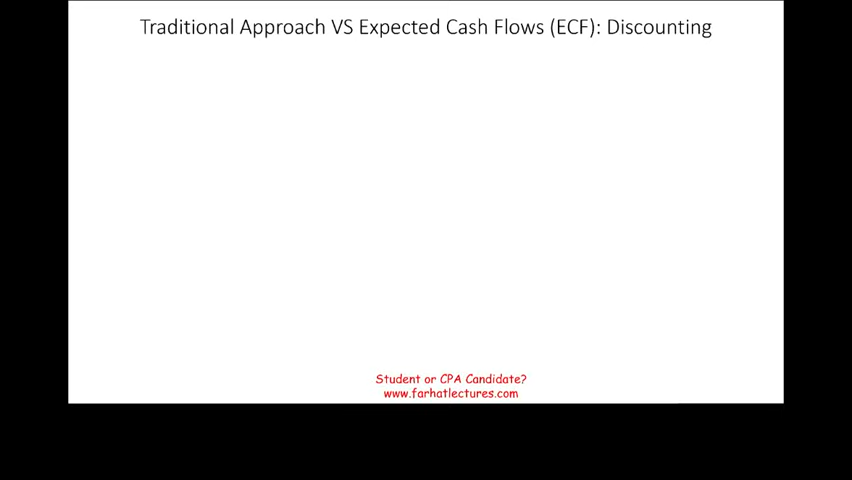 Traditional Approach VS Expected Cash Flows (ECF): Discounting
Student or CPA Candidate?
www.farhatlectures.com